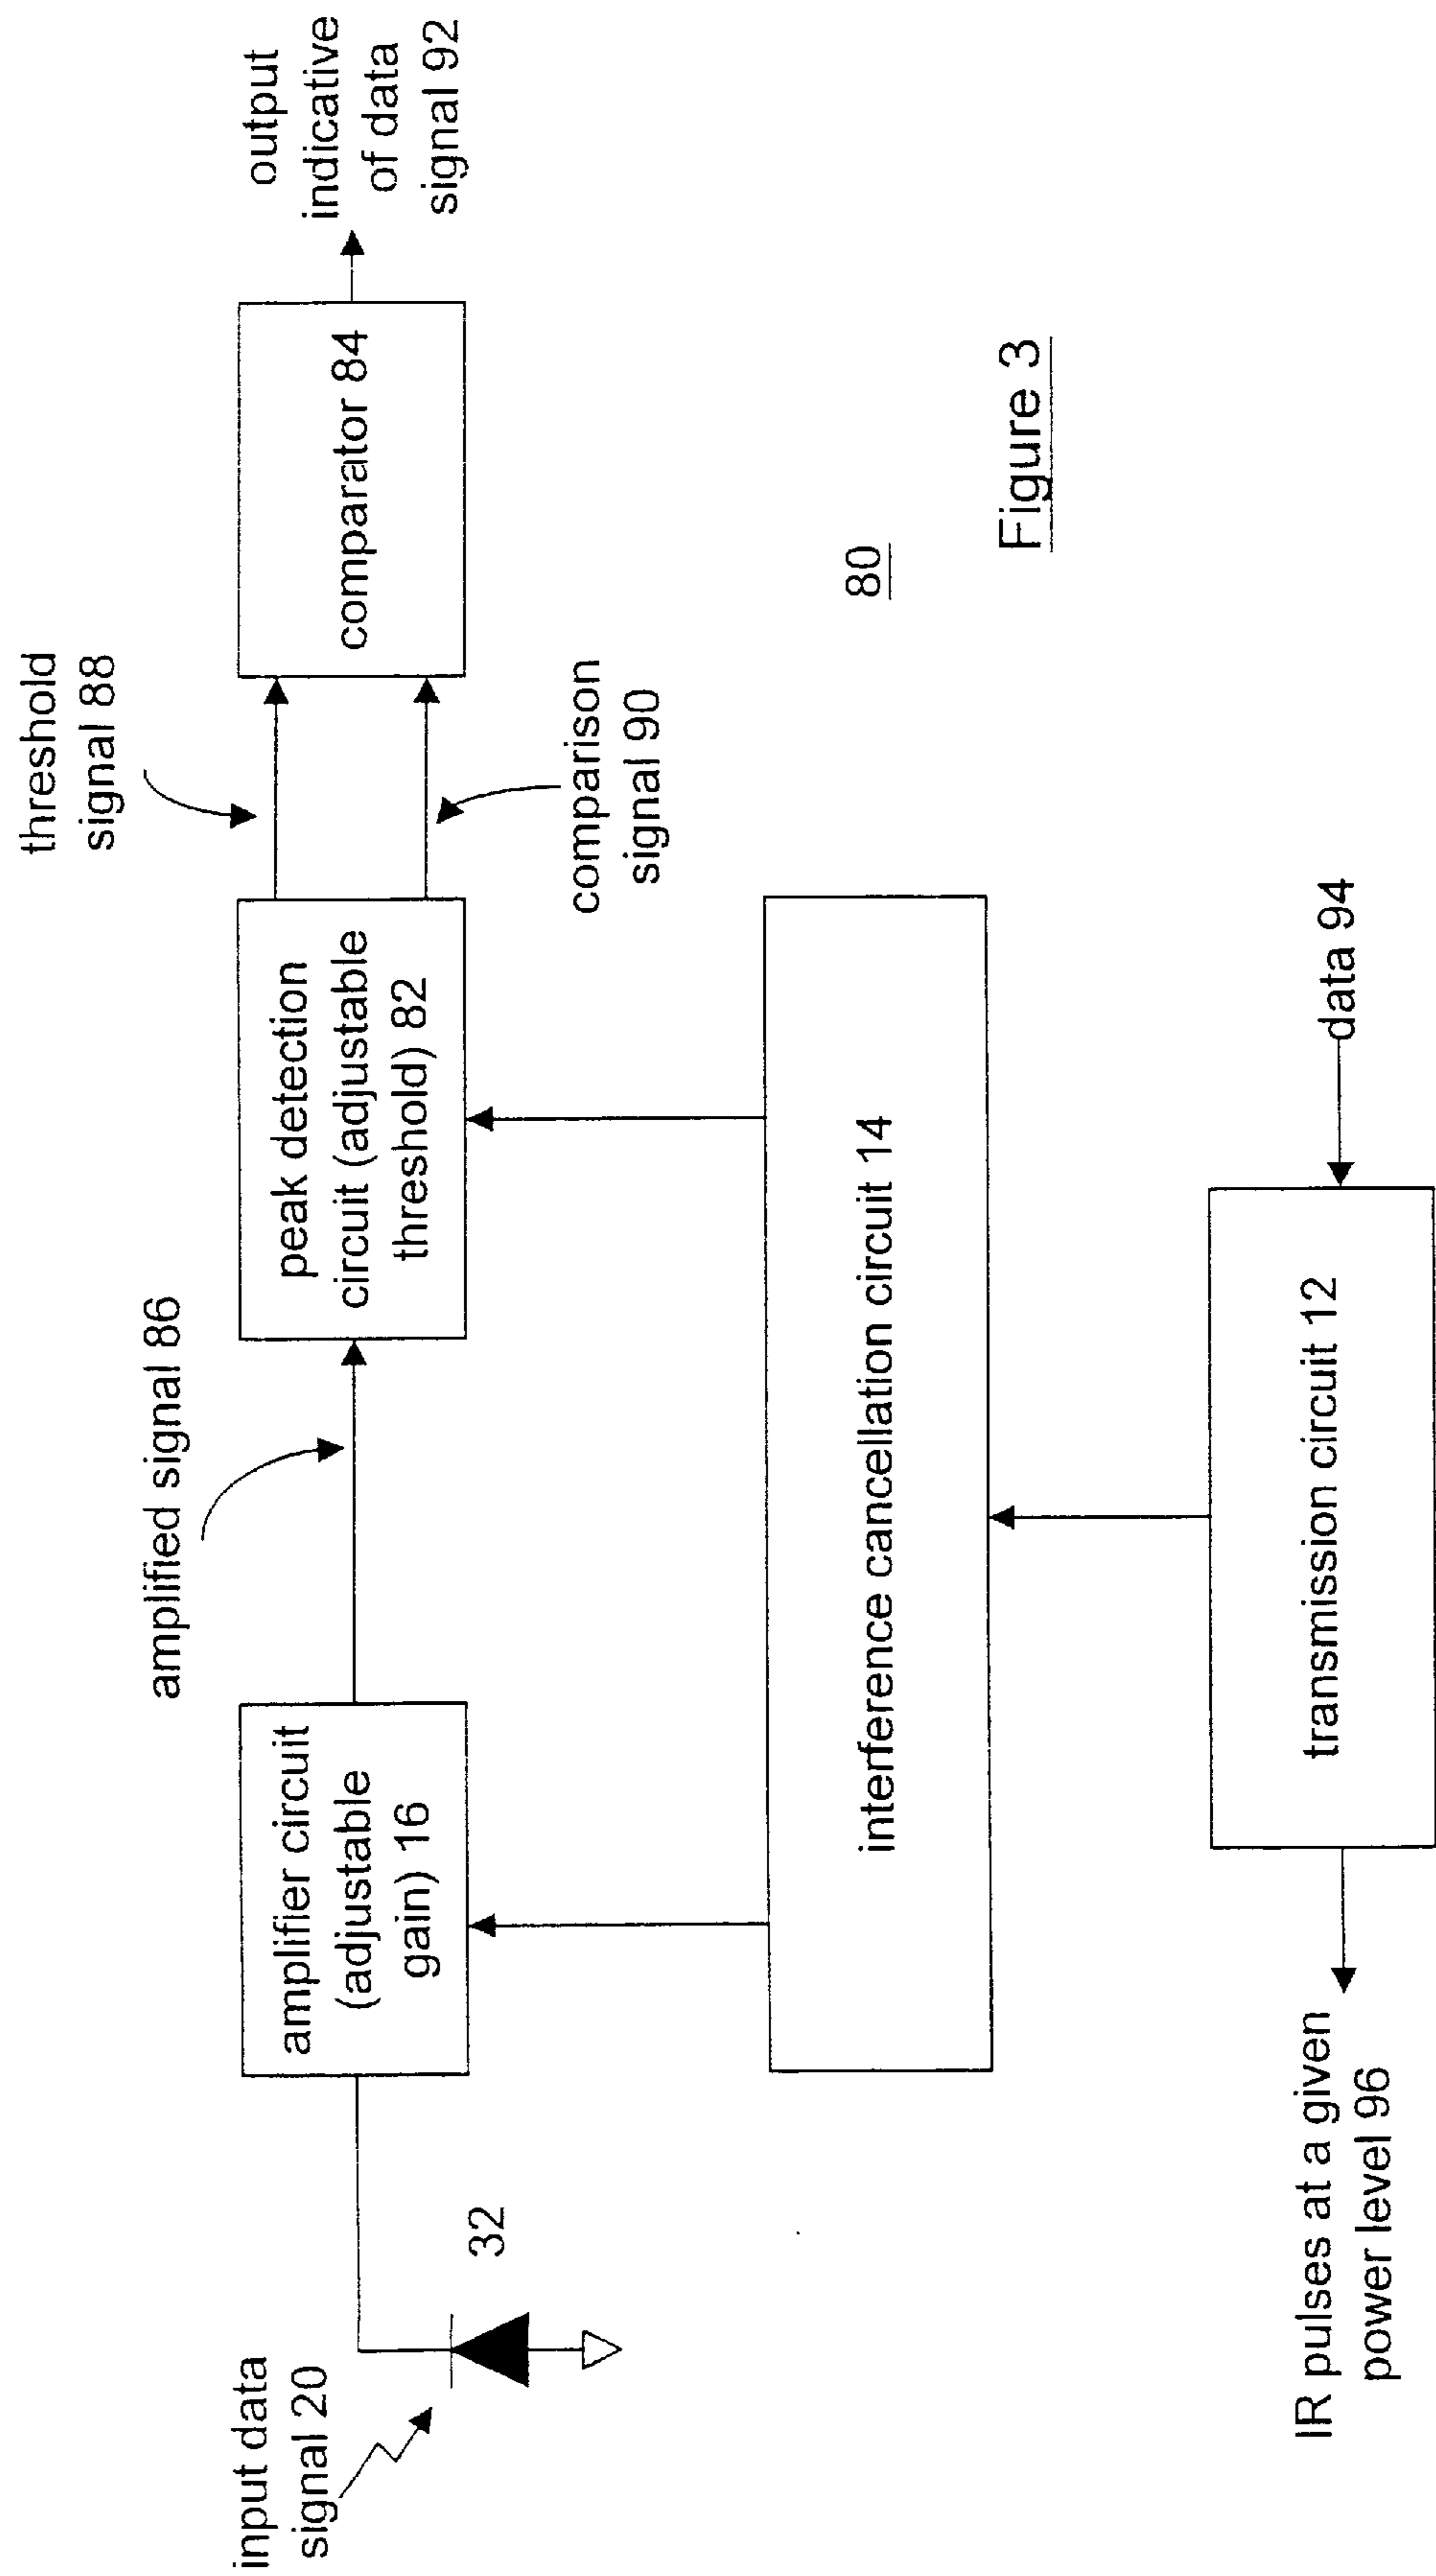 input data
signal 20
32
amplifier circuit
(adjustable
gain) 16
amplified signal 86
peak detection
circuit (adjustable
threshold) 82
threshold
signal 88
comparison
signal 90
comparator 84
output
indicative
of data
signal 92
interference cancellation circuit 14
80
IR pulses at a given
power level 96
transmission circuit 12
data 94
Figure 3